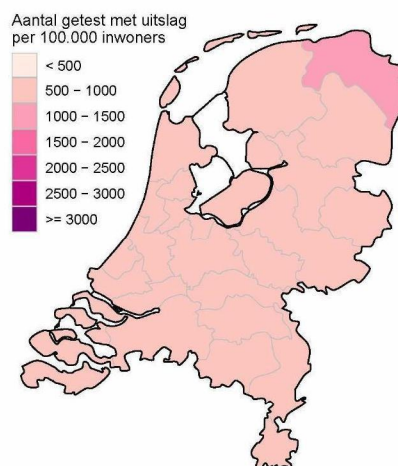 Aantal getest met uitslag
per 100.000 inwoners
< 500
500 – 1000
1000 – 1500
1500 – 2000
2000 – 2500
2500 – 3000
>= 3000